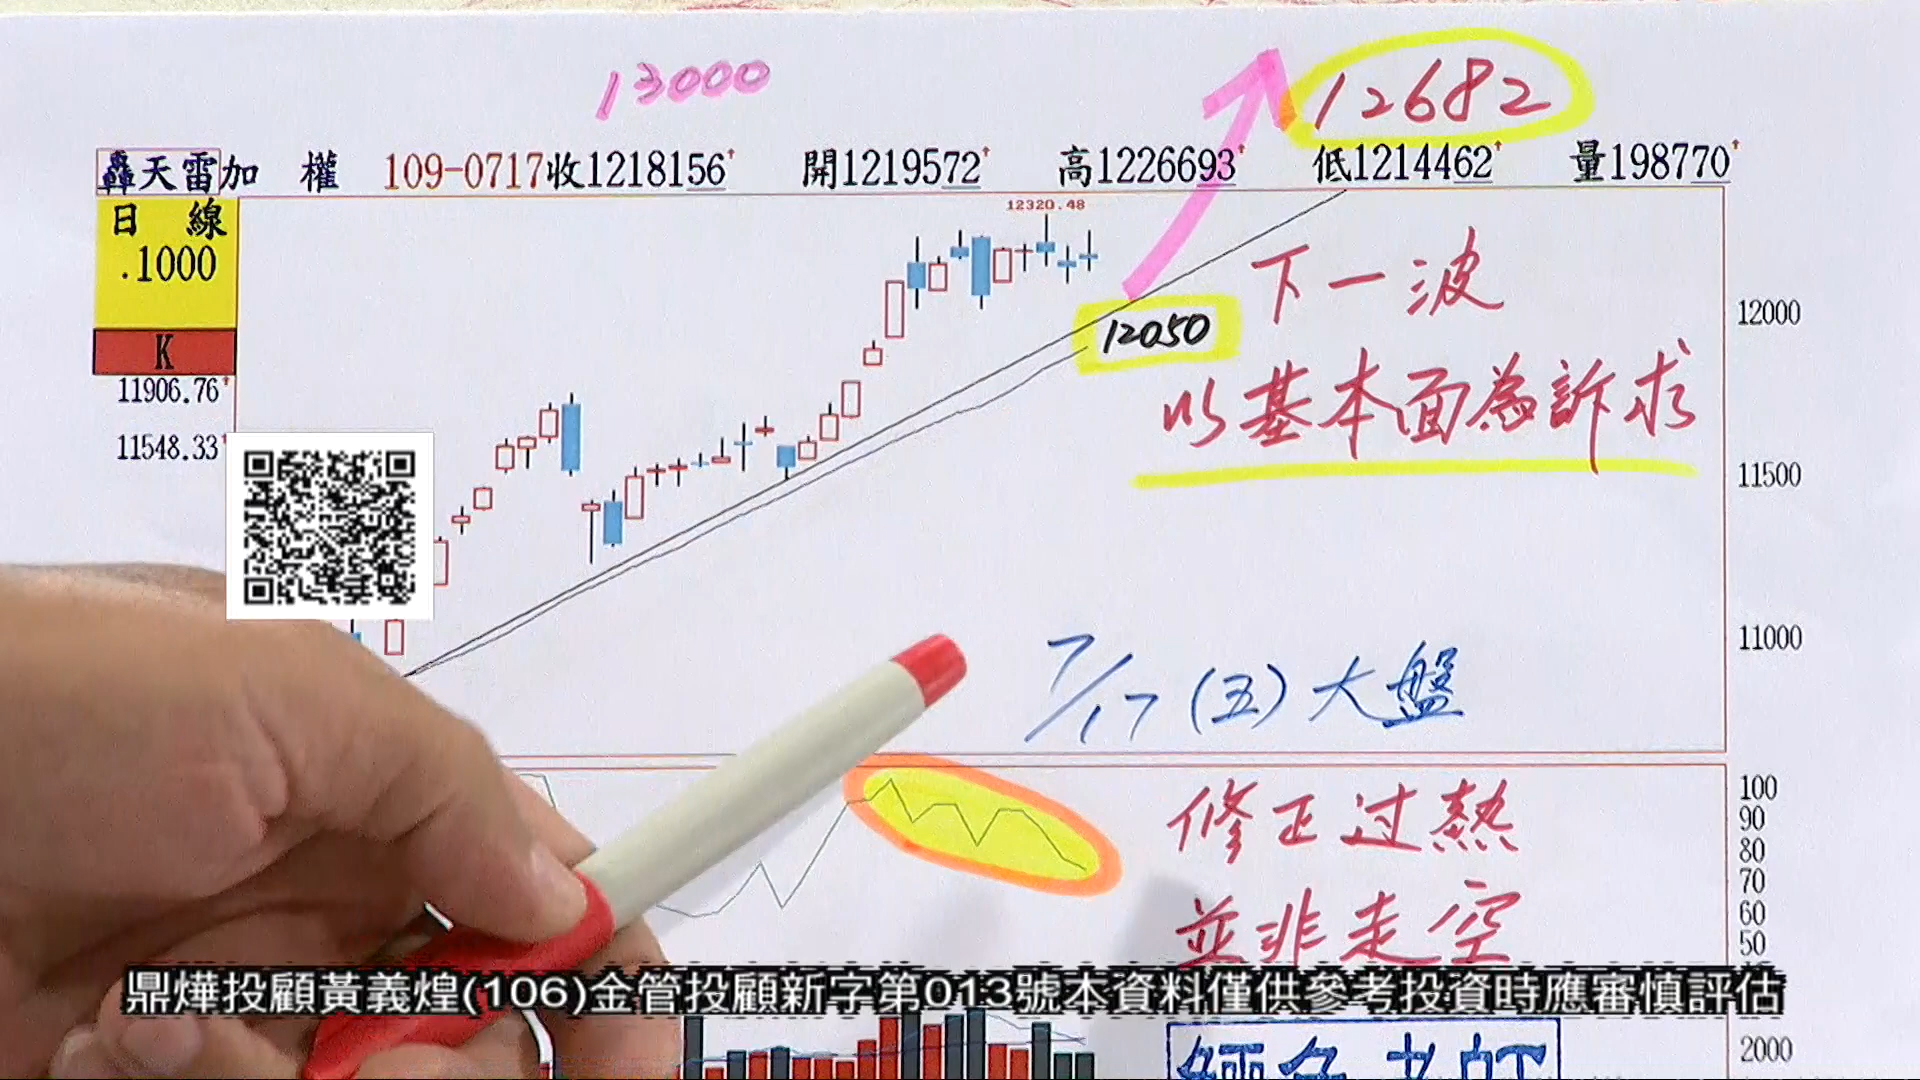 13000
12682
轟天雷加 權 109-0717收1218156 開1219572 高1226693 低1214462 量198770
日 線
.1000
K
11906.76
11548.33
12320.48
12050
下一波
以基本面為訴求
12000
11500
11000
7/17(五)大盤
修正过熱
並非走空
100
90
80
70
60
50
鼎燁投顧黃義煌(106)金管投顧新字第013號本資料僅供參考投資時應審慎評估
2000